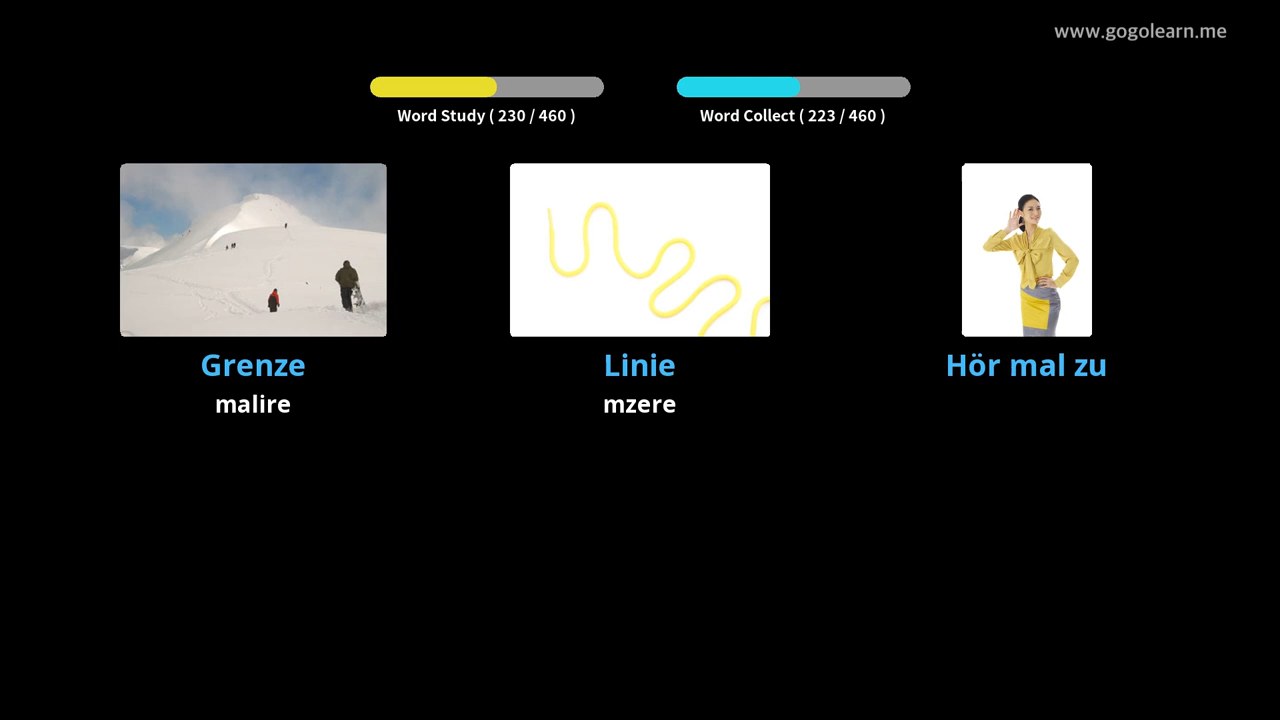 www.gogolearn.me
Word Study ( 230 / 460 )
Word Collect ( 223 / 460 )
Grenze
malire
Linie
mzere
Hör mal zu